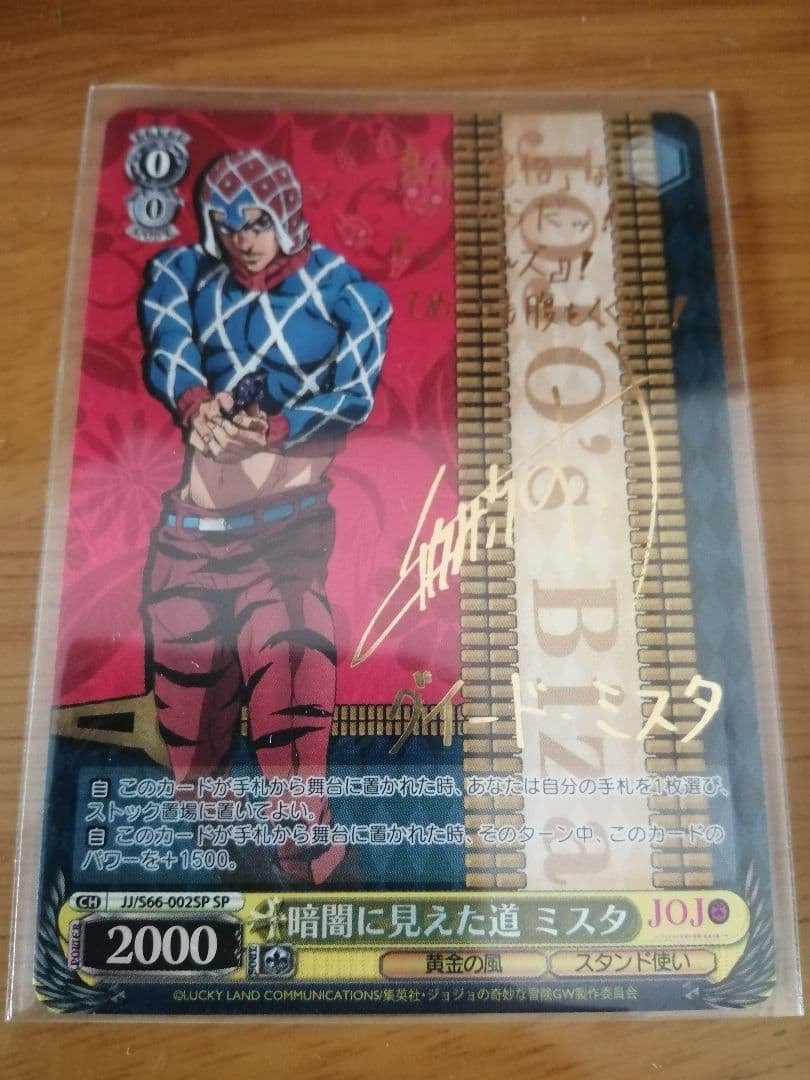 LEVEL
0
0
COST
JOJO's Biza
 グイード・ミスタ
自 このカードが手札から舞台に置かれた時、あなたは自分の手札を1枚選び、
ストック置場に置いてよい。
自 このカードが手札から舞台に置かれた時、そのターン中、このカードの
パワーを+1500。
CH JJ/S66-002SP SP
POWER 2000 SOUL 暗闇に見えた道 ミスタ JOJO
黄金の風 スタンド使い
©LUCKY LAND COMMUNICATIONS/集英社・ジョジョの奇妙な冒険GW製作委員会